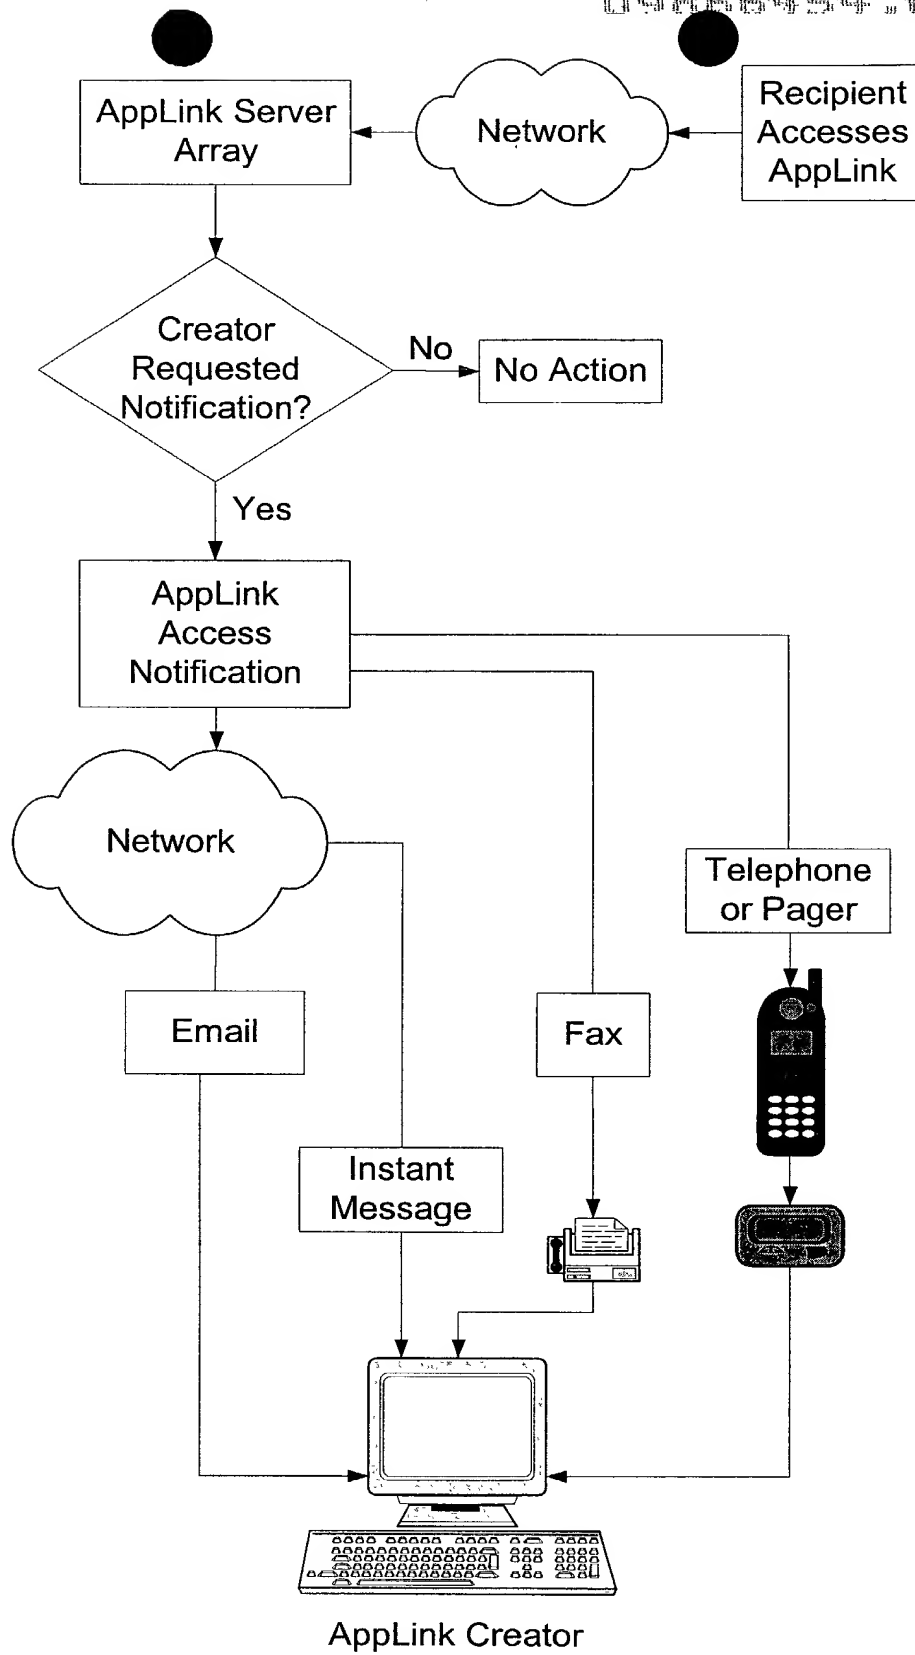 AppLink Server
Array
Network
Recipient
Accesses
AppLink
Creator
Requested
Notification?
No
No Action
Yes
AppLink
Access
Notification
Network
Telephone
or Pager
Email
Fax
Instant
Message
AppLink Creator